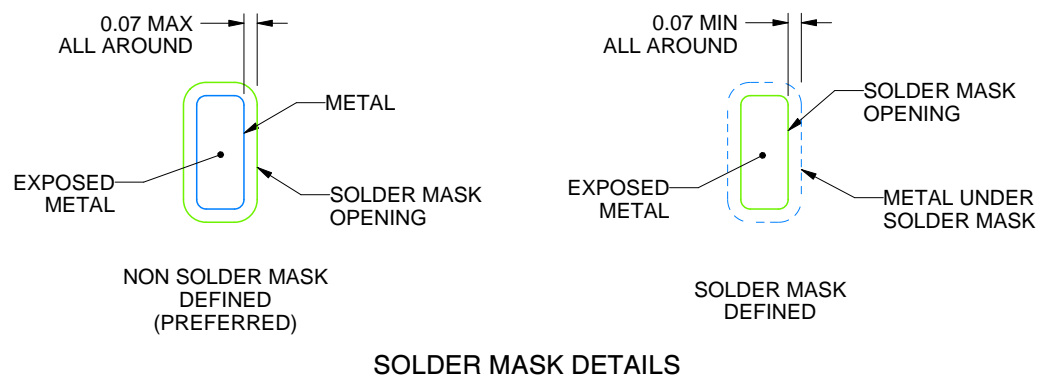 0.07 MAX
ALL AROUND
METAL
EXPOSED
METAL
SOLDER MASK
OPENING
NON SOLDER MASK
DEFINED
(PREFERRED)
0.07 MIN
ALL AROUND
SOLDER MASK
OPENING
EXPOSED
METAL
METAL UNDER
SOLDER MASK
SOLDER MASK
DEFINED
SOLDER MASK DETAILS